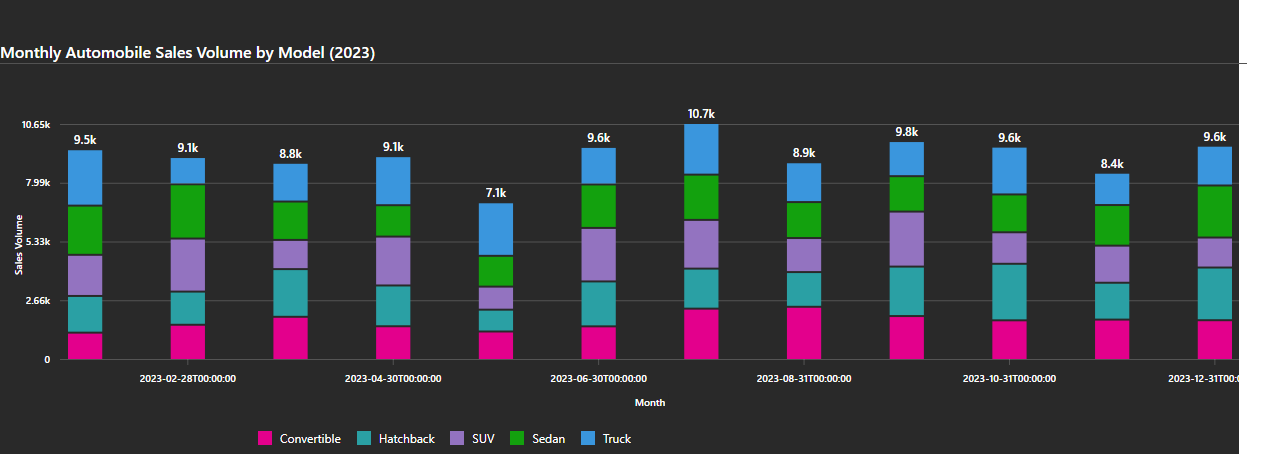 Monthly Automobile Sales Volume by Model (2023)
10.7k
10.65k
9.5k
9.1k
8.8k
9.1k
7.1k
9.6k
8.9k
9.8k
9.6k
8.4k
9.6k
7.99k
5.33k
2.66k
0
Sales Volume
2023-02-28T00:00:00
2023-04-30T00:00:00
2023-06-30T00:00:00
2023-08-31T00:00:00
2023-10-31T00:00:00
2023-12-31T00:0
Month
Convertible Hatchback SUV Sedan Truck